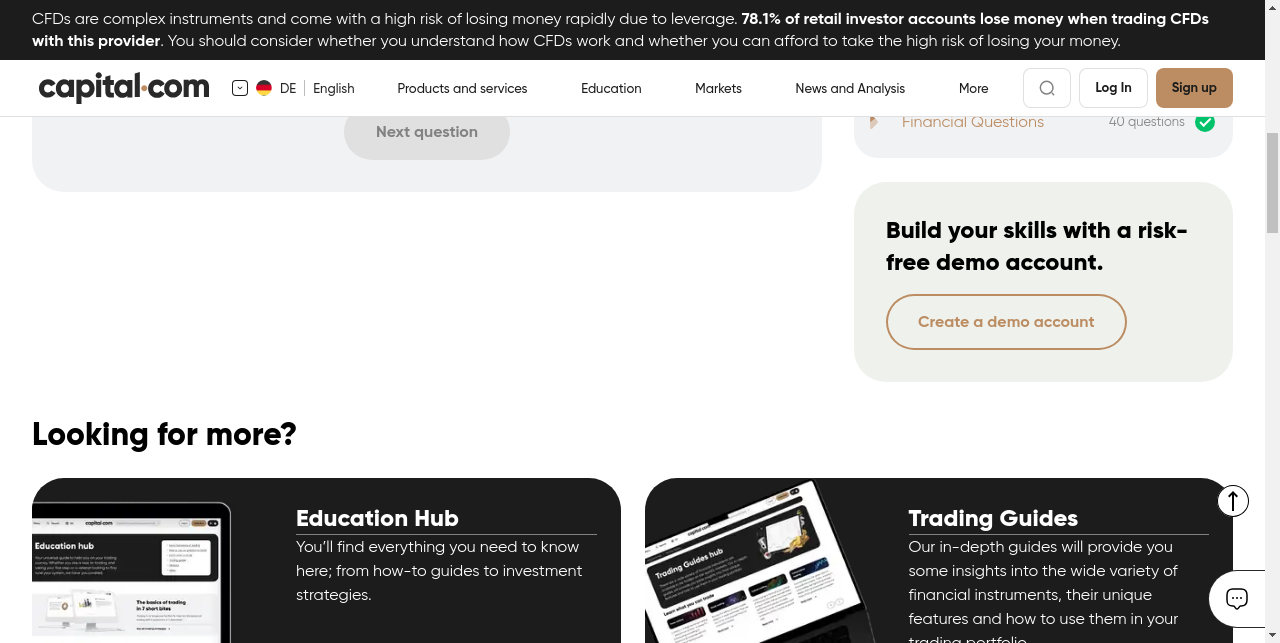 CFDs are complex instruments and come with a high risk of losing money rapidly due to leverage. 78.1% of retail investor accounts lose money when trading CFDs
with this provider. You should consider whether you understand how CFDs work and whether you can afford to take the high risk of losing your money.
capital.com
DE English
Products and services
Education
Markets
News and Analysis
More
Log In
Sign up
Next question
Financial Questions
40 questions
Build your skills with a risk-
free demo account.
Create a demo account
Looking for more?
Education Hub
You’ll find everything you need to know
here; from how-to guides to investment
strategies.
Education hub
The basics of trading
in 7 short bites
Trading Guides
Our in-depth guides will provide you
some insights into the wide variety of
financial instruments, their unique
features and how to use them in your
trading portfolio.
Trading Guides hub